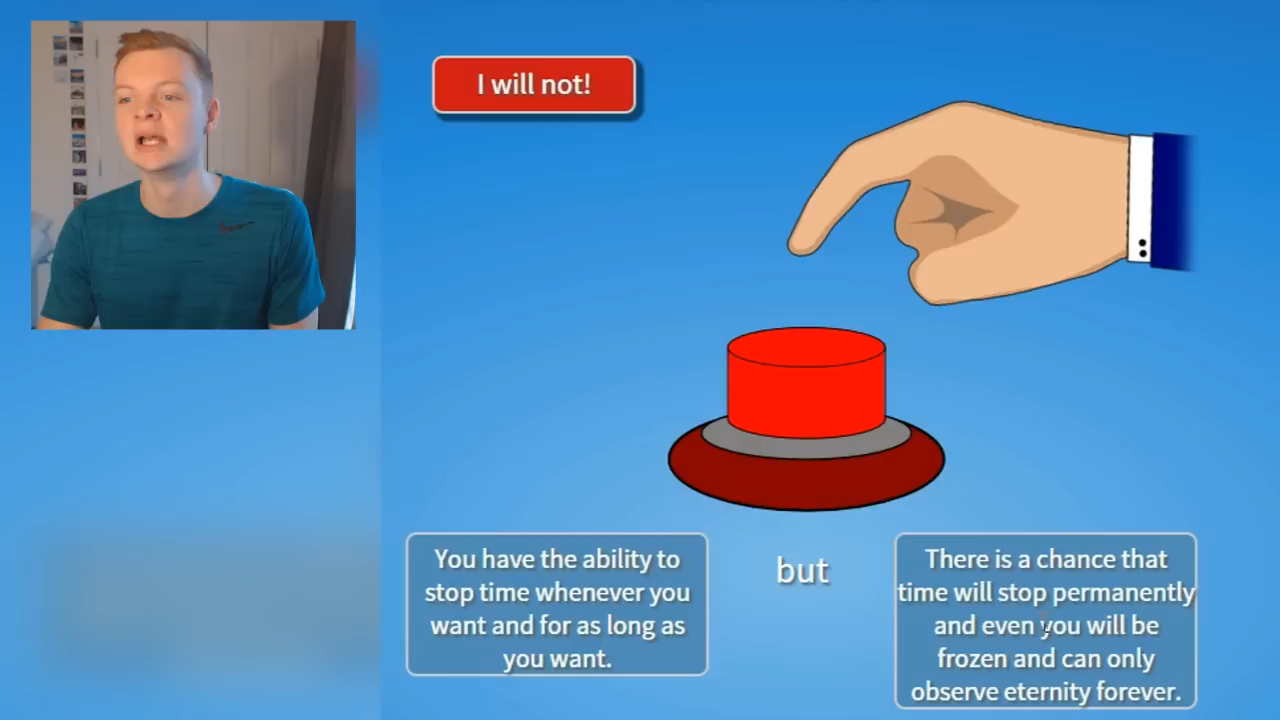 I will not!
You have the ability to
stop time whenever you
want and for as long as
you want.
but
There is a chance that
time will stop permanently
and even you will be
frozen and can only
observe eternity forever.